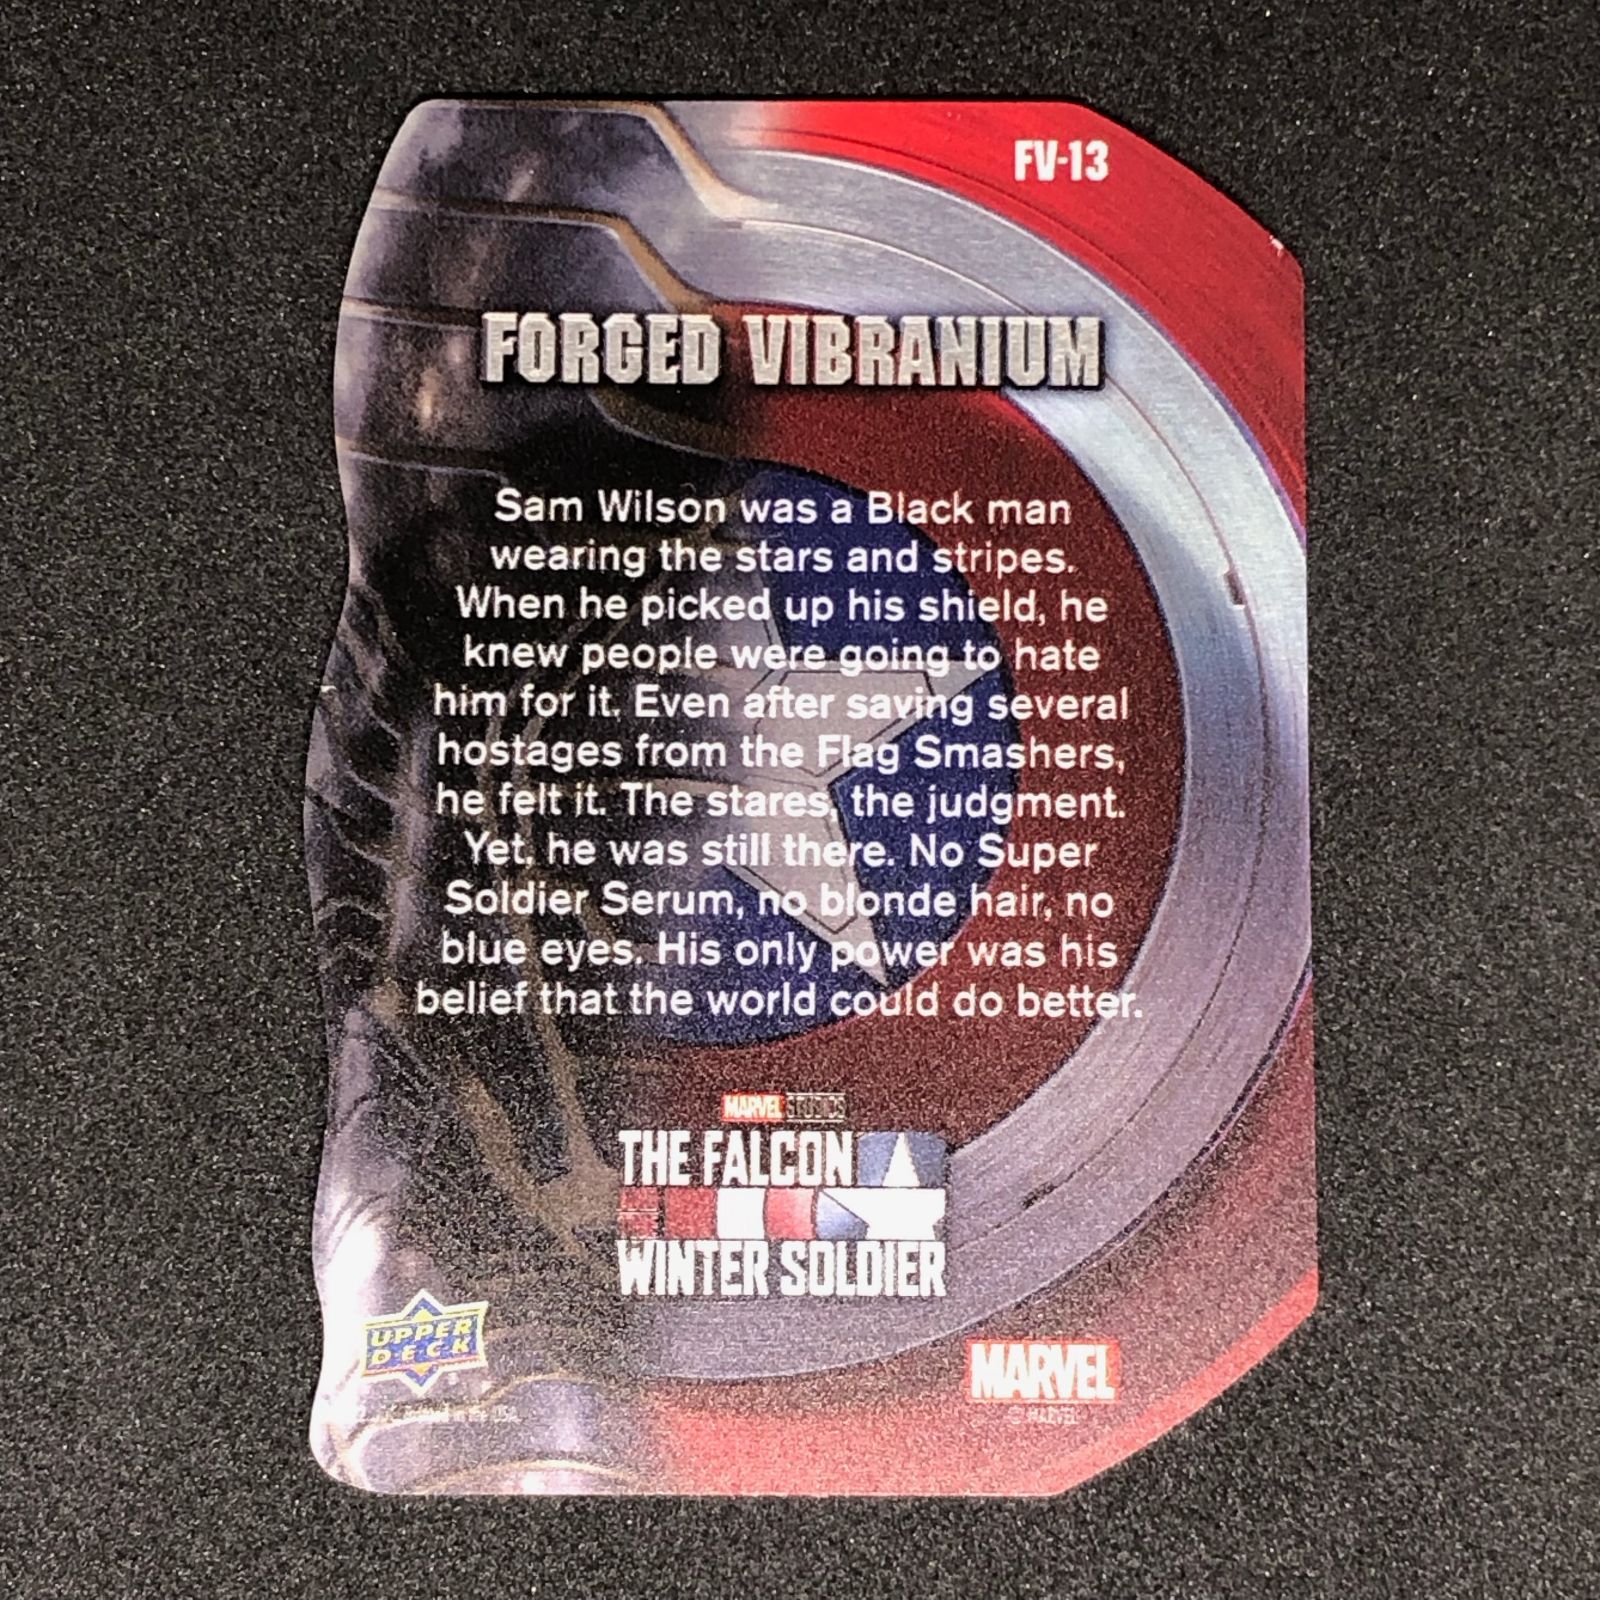 FV-13
FORGED VIBRANIUM
Sam Wilson was a Black man
wearing the stars and stripes.
When he picked up his shield, he
knew people were going to hate
him for it. Even after saving several
hostages from the Flag Smashers,
he felt it. The stares, the judgment.
Yet, he was still there. No Super
Soldier Serum, no blonde hair, no
blue eyes. His only power was his
belief that the world could do better.
MARVEL STUDIOS
THE FALCON
WINTER SOLDIER
UPPER
DECK
MARVEL
© MARVEL